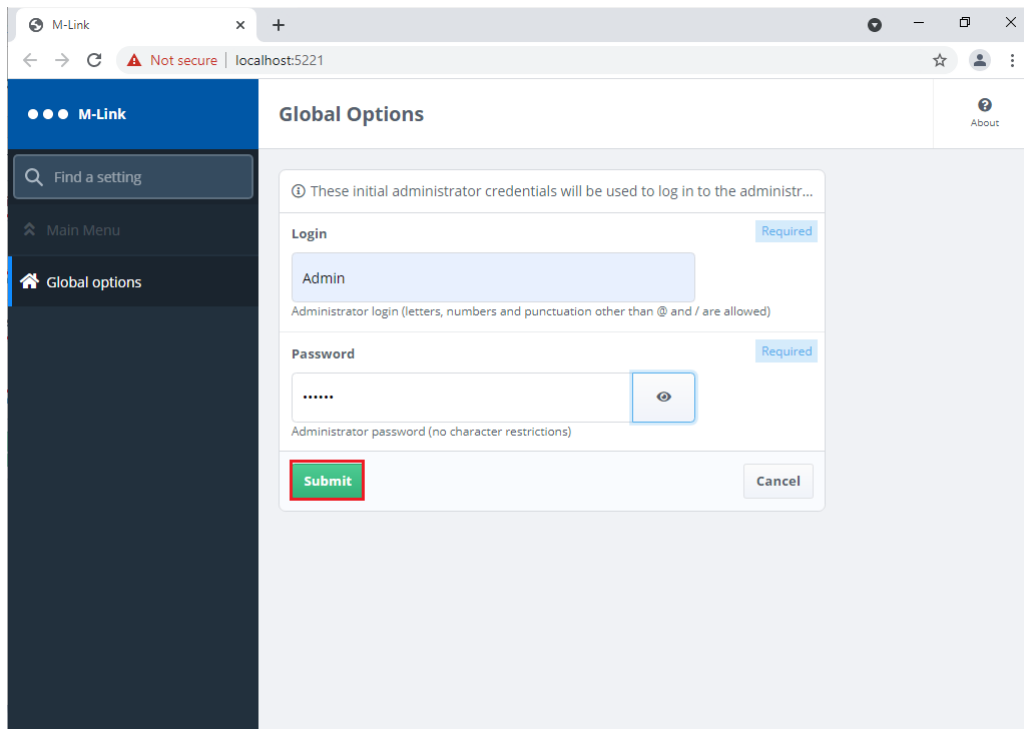 M-Link
Not secure | localhost:5221
M-Link
Global Options
About
Find a setting
Main Menu
Global options
These initial administrator credentials will be used to log in to the administr...
Login
Required
Admin
Administrator login (letters, numbers and punctuation other than @ and / are allowed)
Password
Required
••••••
Administrator password (no character restrictions)
Submit
Cancel